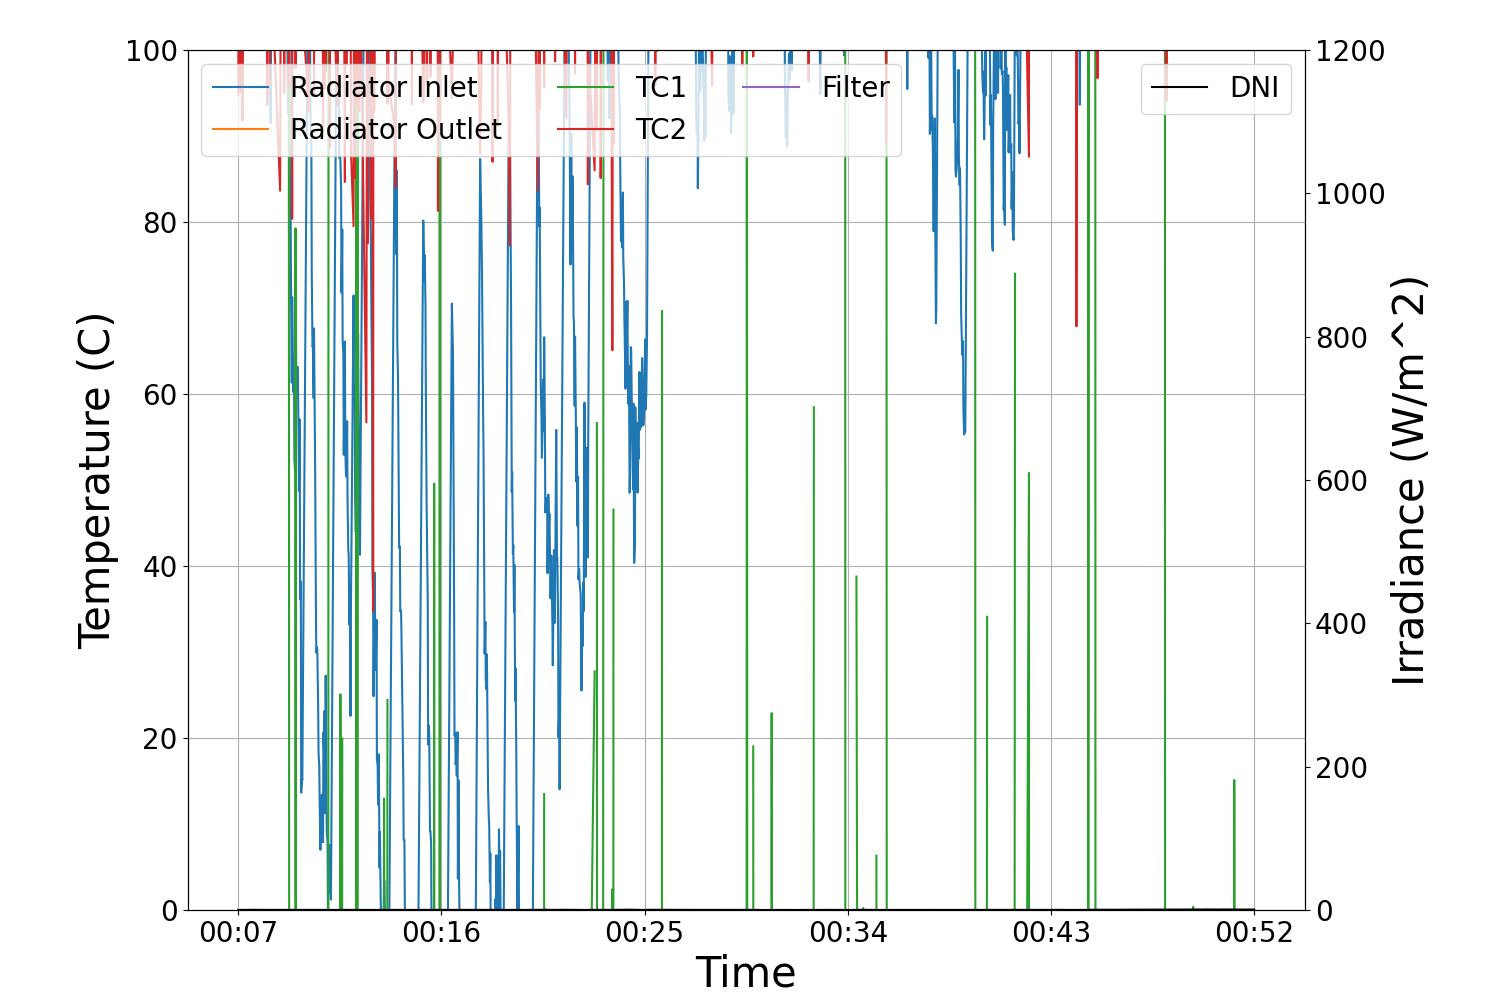 100
80
60
40
20
0
Temperature (C)
Radiator Inlet
Radiator Outlet
TC1
TC2
Filter
DNI
1200
1000
800
600
400
200
0
Irradiance (W/m^2)
00:07
00:16
00:25
00:34
00:43
00:52
Time